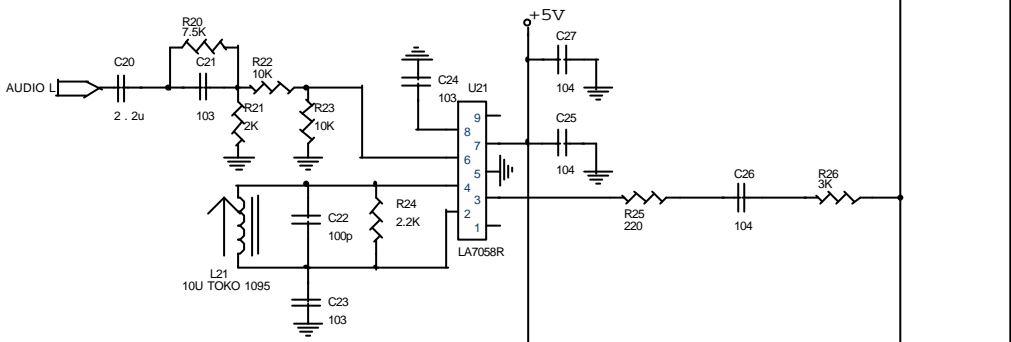 +5V
R20
7.5K
C20
C21
R22
10K
AUDIO L
2 . 2u
103
R21
2K
R23
10K
C24
103
U21
9
8
7
6
5
4
3
2
1
LA7058R
C27
104
C25
104
R25
220
C26
104
R26
3K
C22
100p
R24
2.2K
L21
10U TOKO 1095
C23
103